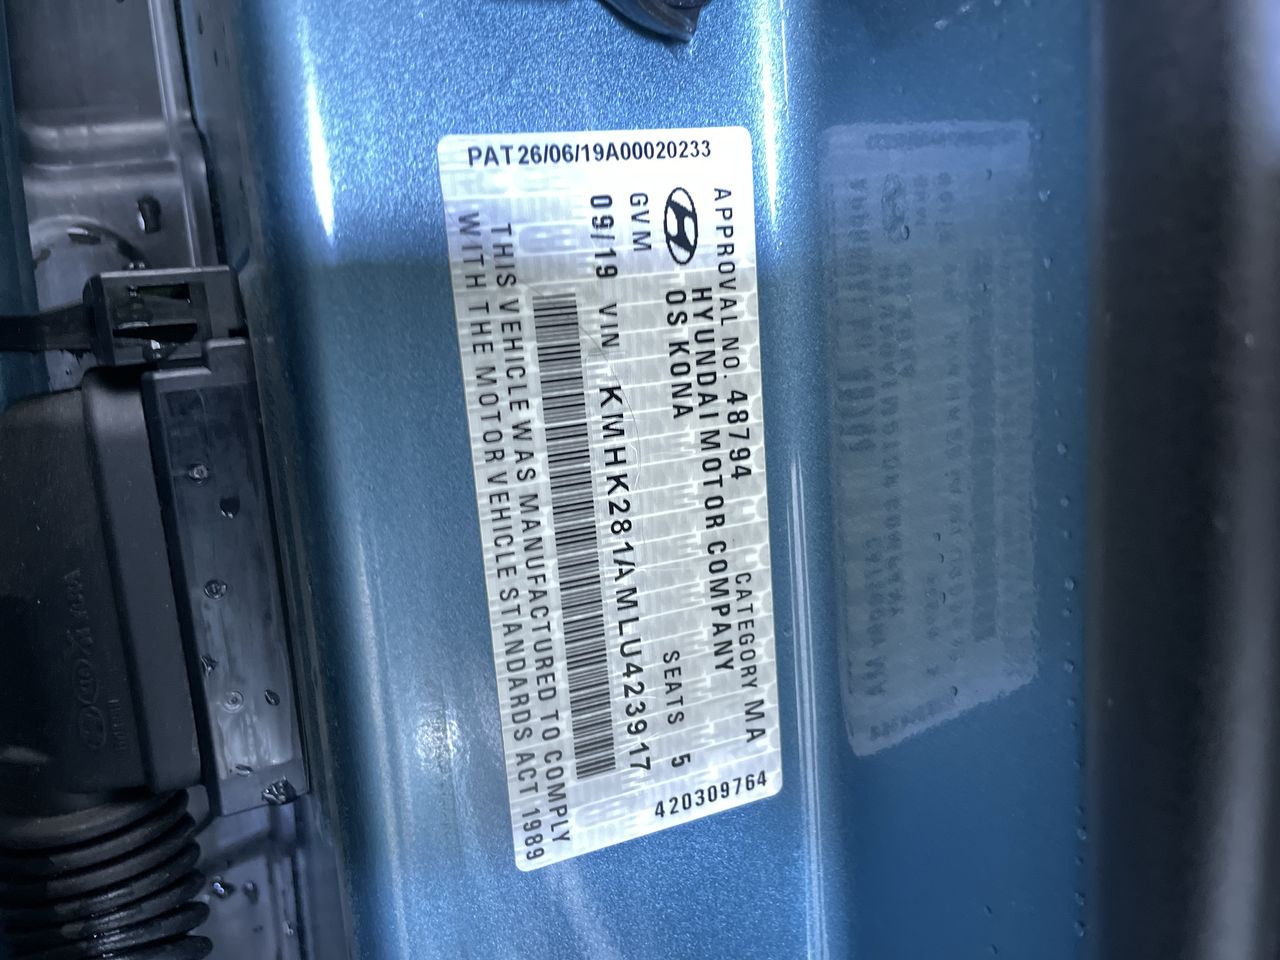 PAT26/06/19A00020233
APPROVAL NO. 48794 CATEGORY MA
HYUNDAI MOTOR COMPANY
OS KONA SEATS 5
GVM
09/19 VIN KMHK281AMLU423917
THIS VEHICLE WAS MANUFACTURED TO COMPLY
WITH THE MOTOR VEHICLE STANDARDS ACT 1989
420309764